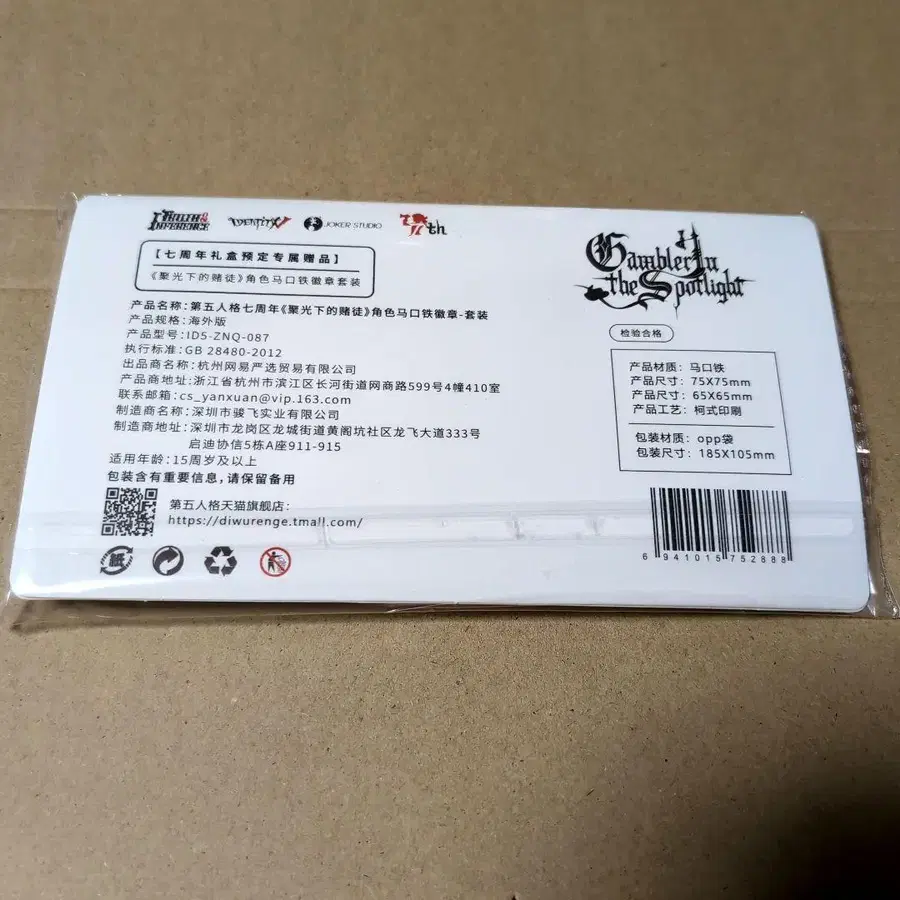 TRUTH & INFERENCE
IDENTITY V
JOKER STUDIO
7th
【七周年礼盒预定专属赠品】
《聚光下的赌徒》角色马口铁徽章套装
产品名称：第五人格七周年《聚光下的赌徒》角色马口铁徽章-套装
产品规格：海外版
产品型号：ID5-ZNQ-087
执行标准：GB 28480-2012
出品商名称：杭州网易严选贸易有限公司
产品商地址：浙江省杭州市滨江区长河街道网商路599号4幢410室
联系邮箱：cs_yanxuan@vip.163.com
制造商名称：深圳市骏飞实业有限公司
制造商地址：深圳市龙岗区龙城街道黄阁坑社区龙飞大道333号
启迪协信5栋A座911-915
适用年龄：15周岁及以上
包装含有重要信息，请保留备用
第五人格天猫旗舰店：
https://diwurenge.tmall.com/
紙
Gambler In
the Spotlight
检验合格
产品材质：马口铁
产品尺寸：75X75mm
产品尺寸：65X65mm
产品工艺：柯式印刷
包装材质：opp袋
包装尺寸：185X105mm
6 941015 752888